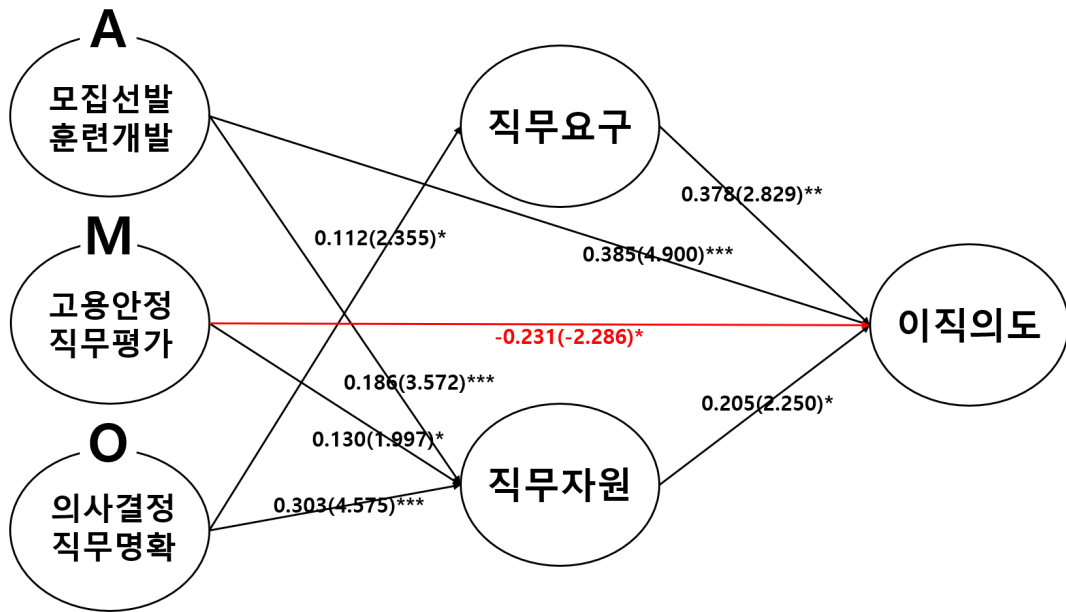 A
모집선발
훈련개발
직무요구
0.378(2.829)**
M
0.112(2.355)*
0.385(4.900)***
고용안정
직무평가
이직의도
-0.231(-2.286)*
0.186(3.572)***
0.205(2.250)*
O
0.130(1.997)*
직무자원
의사결정
직무명확
0.303(4.575)***